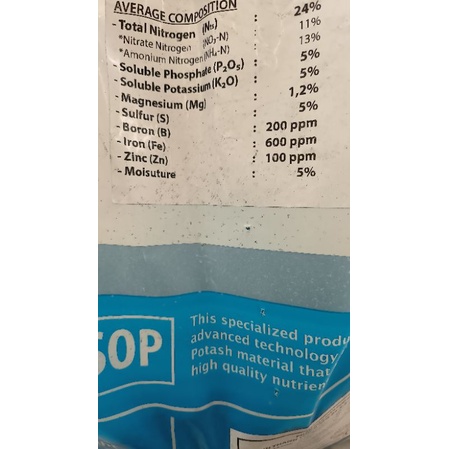 AVERAGE COMPOSITION
- Total Nitrogen (N₂) : 24%
*Nitrate Nitrogen (NO₃-N) 11%
*Amonium Nitrogen (NH₄-N) 13%
- Soluble Phosphate (P₂O₅) : 5%
- Soluble Potassium (K₂O) : 5%
- Magnesium (Mg) : 1,2%
- Sulfur (S) : 5%
- Boron (B) : 200 ppm
- Iron (Fe) : 600 ppm
- Zinc (Zn) : 100 ppm
- Moisuture : 5%
SOP
This specialized produ
advanced technology
Potash material that
high quality nutrien